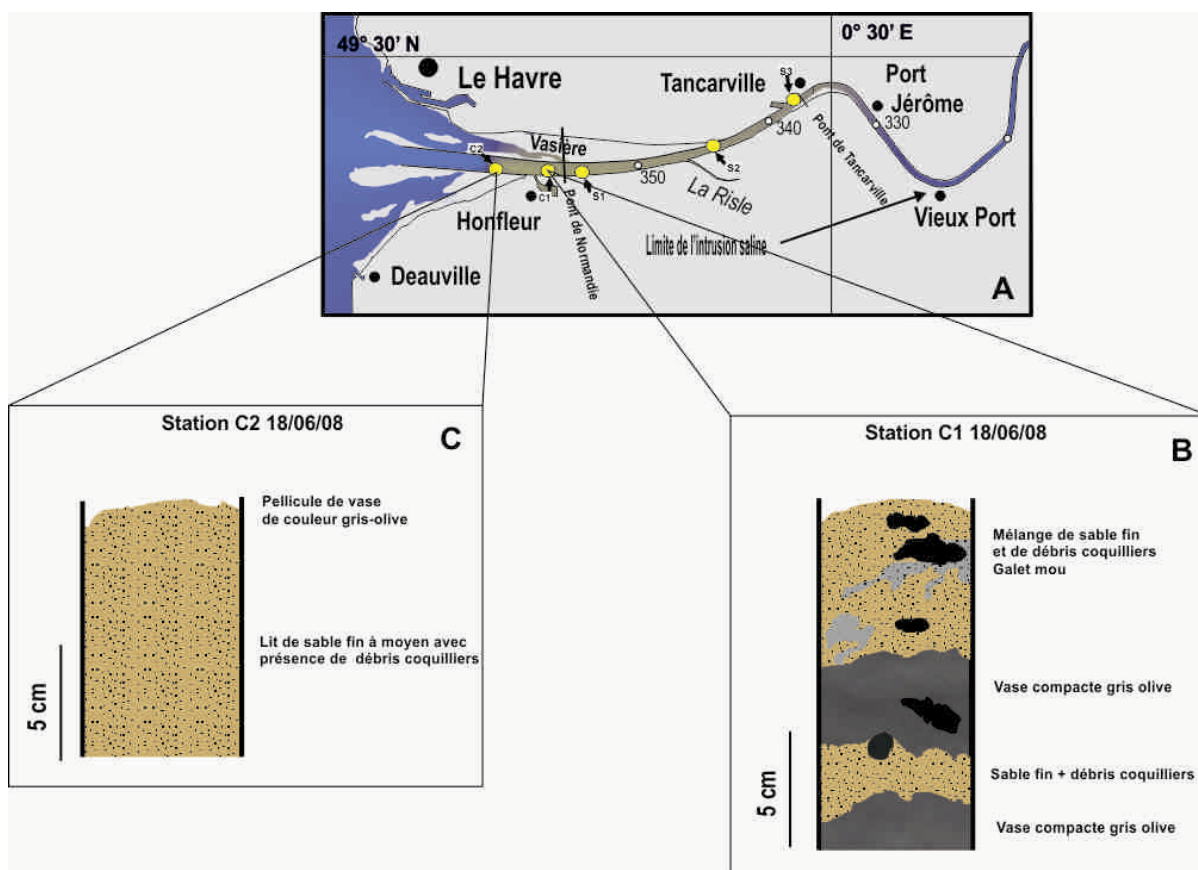 49° 30' N
0° 30' E
Le Havre
Tancarville
S3
Port
Jérôme
340
330
Pont de Tancarville
Vasière
C2
S2
350
La Risle
C1
S1
Honfleur
Pont de Normandie
Vieux Port
Limite de l'intrusion saline
Deauville
A
Station C2 18/06/08
C
Pellicule de vase
de couleur gris-olive
Lit de sable fin à moyen avec
présence de débris coquilliers
5 cm
Station C1 18/06/08
B
Mélange de sable fin
et de débris coquilliers
Galet mou
Vase compacte gris olive
Sable fin + débris coquilliers
5 cm
Vase compacte gris olive